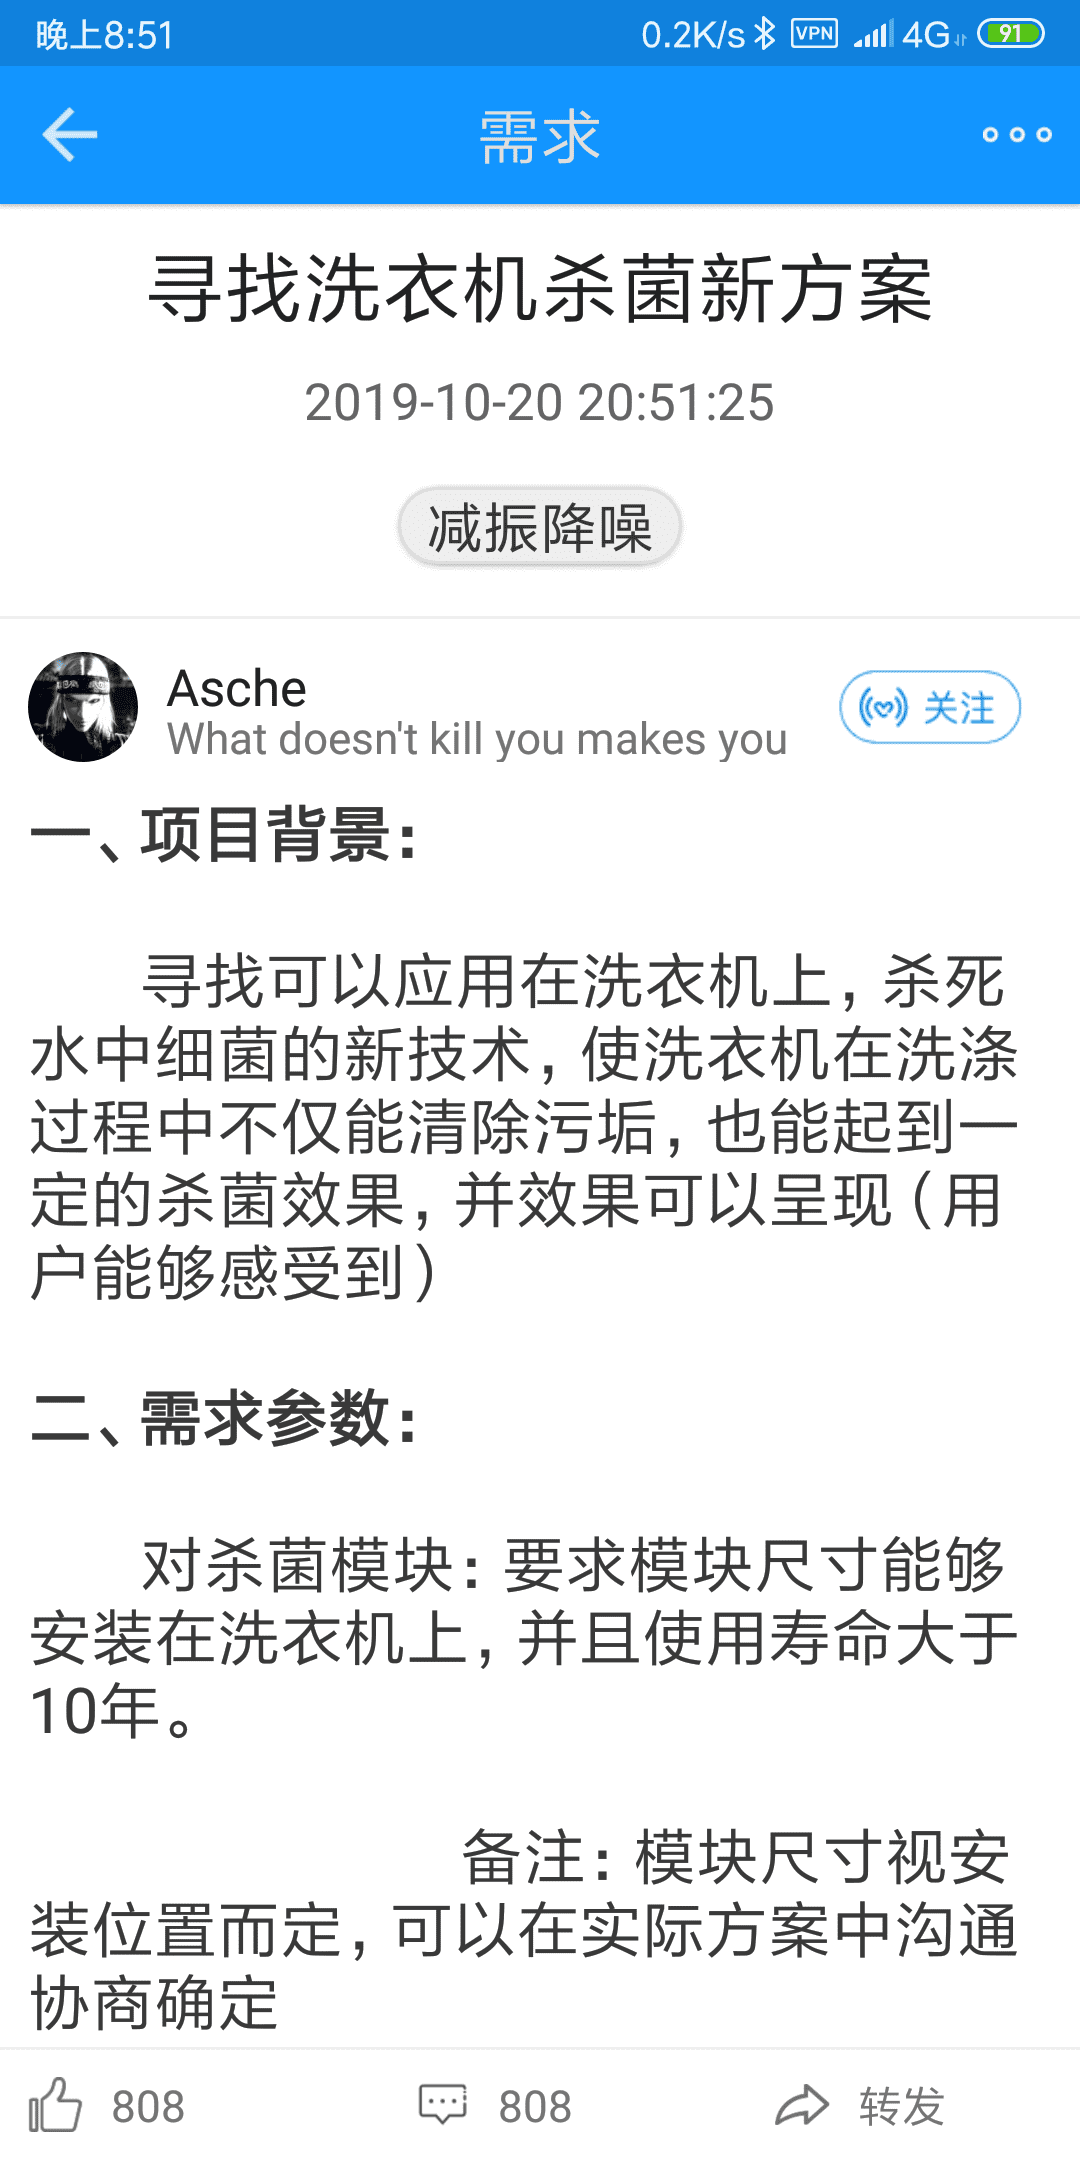 晚上8:51 0.2K/s VPN 4G 91
需求
寻找洗衣机杀菌新方案
2019-10-20 20:51:25
减振降噪
Asche
关注
What doesn't kill you makes you
一、项目背景：
寻找可以应用在洗衣机上，杀死
水中细菌的新技术，使洗衣机在洗涤
过程中不仅能清除污垢，也能起到一
定的杀菌效果，并效果可以呈现（用
户能够感受到）
二、需求参数：
对杀菌模块：要求模块尺寸能够
安装在洗衣机上，并且使用寿命大于
10年。
备注：模块尺寸视安
装位置而定，可以在实际方案中沟通
协商确定
808 808 转发